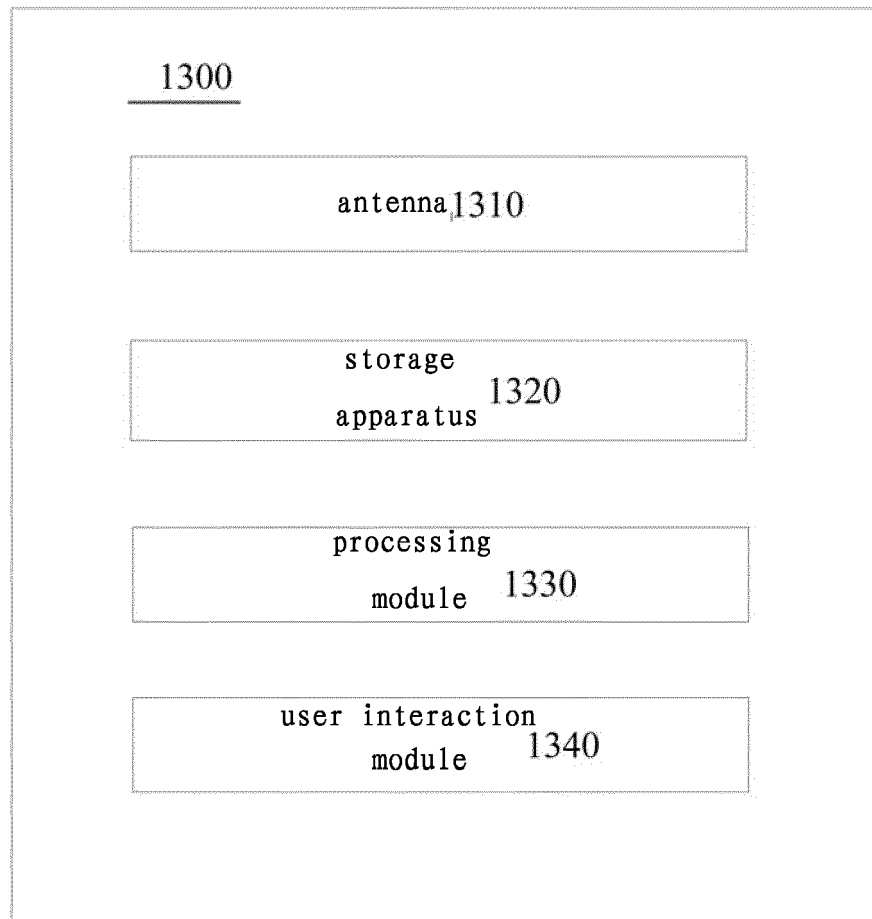 1300
antenna 1310
storage
apparatus 1320
processing
module 1330
user interaction
module 1340